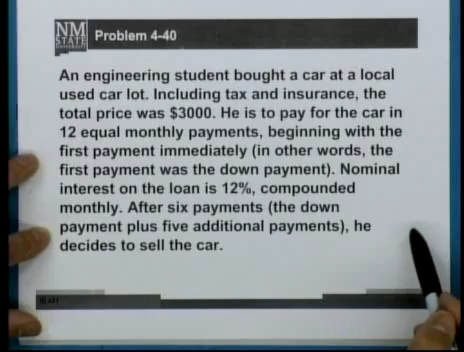 NM
STATE
Problem 4-40
An engineering student bought a car at a local
used car lot. Including tax and insurance, the
total price was $3000. He is to pay for the car in
12 equal monthly payments, beginning with the
first payment immediately (in other words, the
first payment was the down payment). Nominal
interest on the loan is 12%, compounded
monthly. After six payments (the down
payment plus five additional payments), he
decides to sell the car.